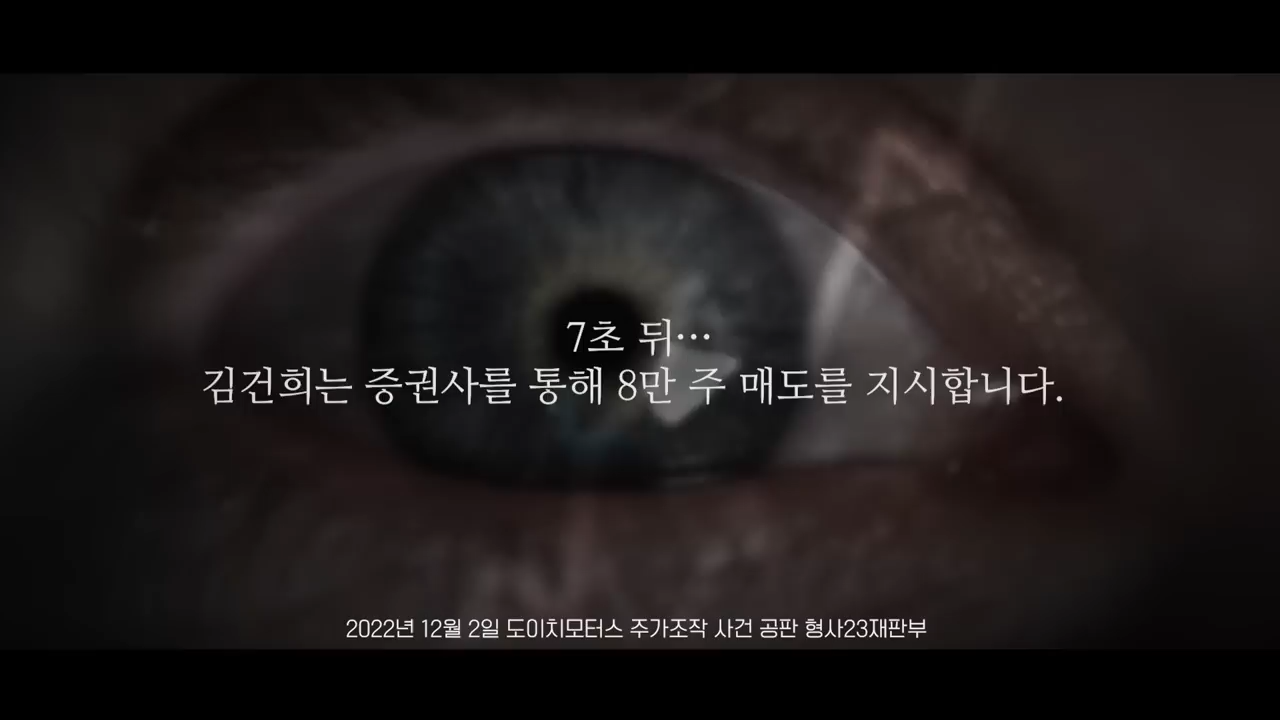 7초 뒤…
김건희는 증권사를 통해 8만 주 매도를 지시합니다.
2022년 12월 2일 도이치모터스 주가조작 사건 공판 형사23재판부